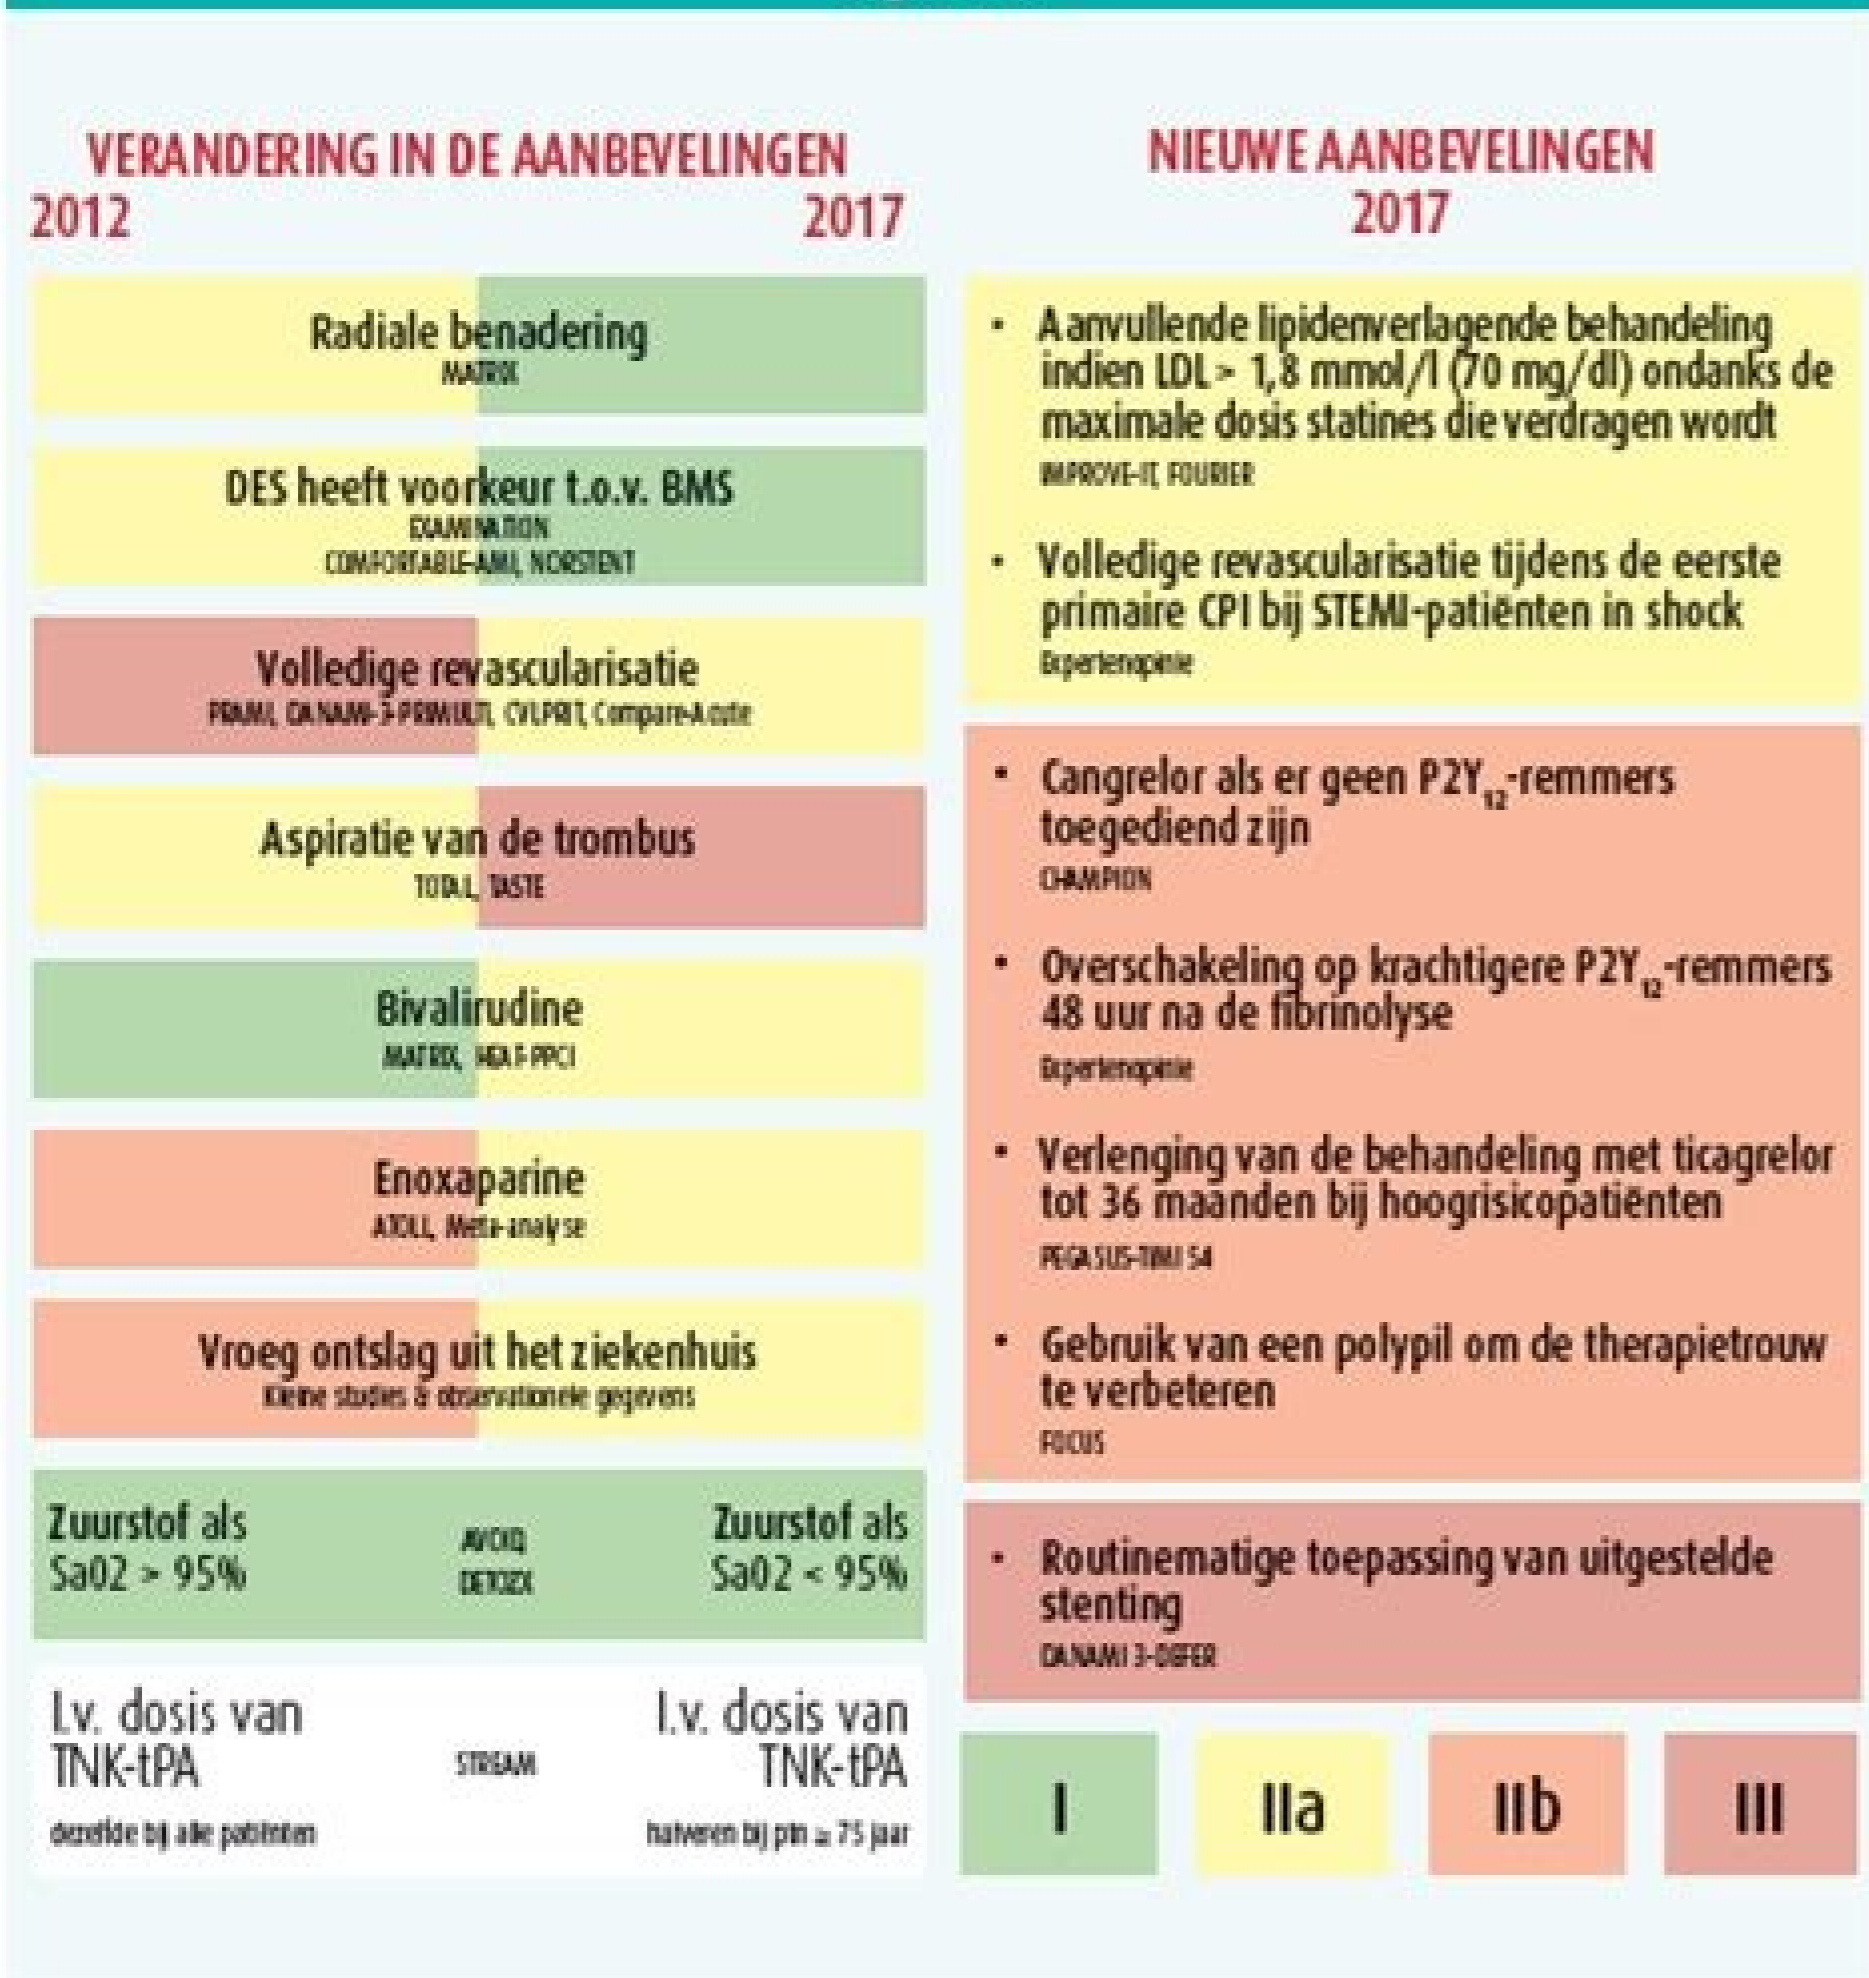 VERANDERING IN DE AANBEVELINGEN
2012 2017
Radiale benadering
MATRIX
DES heeft voorkeur t.o.v. BMS
EXAMINATION
COMFORTABLE-AMI, NORSTENT
Volledige revascularisatie
PRAMI, DANAMI-3-PRIMULTI, CVLPRIT, Compare-Acute
Aspiratie van de trombus
TOTAL, TASTE
Bivalirudine
MATRIX, HEAT-PPCI
Enoxaparine
ATOLL, Meta-analyse
Vroeg ontslag uit het ziekenhuis
Kleine studies & observationele gegevens
Zuurstof als AVOID, Zuurstof als
Sa02 > 95% DETO2X Sa02 < 95%
I.v. dosis van I.v. dosis van
TNK-tPA STREAM TNK-tPA
dezelfde bij alle patiënten halveren bij ptn ≥ 75 jaar
NIEUWE AANBEVELINGEN
2017
• Aanvullende lipidenverlagende behandeling
indien LDL > 1,8 mmol/l (70 mg/dl) ondanks de
maximale dosis statines die verdragen wordt
IMPROVE-IT, FOURIER
• Volledige revascularisatie tijdens de eerste
primaire CPI bij STEMI-patiënten in shock
Expertenopinie
• Cangrelor als er geen P2Y₁₂-remmers
toegediend zijn
CHAMPION
• Overschakeling op krachtigere P2Y₁₂-remmers
48 uur na de fibrinolyse
Expertenopinie
• Verlenging van de behandeling met ticagrelor
tot 36 maanden bij hoogrisicopatiënten
PEGASUS-TIMI 54
• Gebruik van een polypil om de therapietrouw
te verbeteren
FOCUS
• Routinematige toepassing van uitgestelde
stenting
DANAMI 3-DEFER
I IIa IIb III